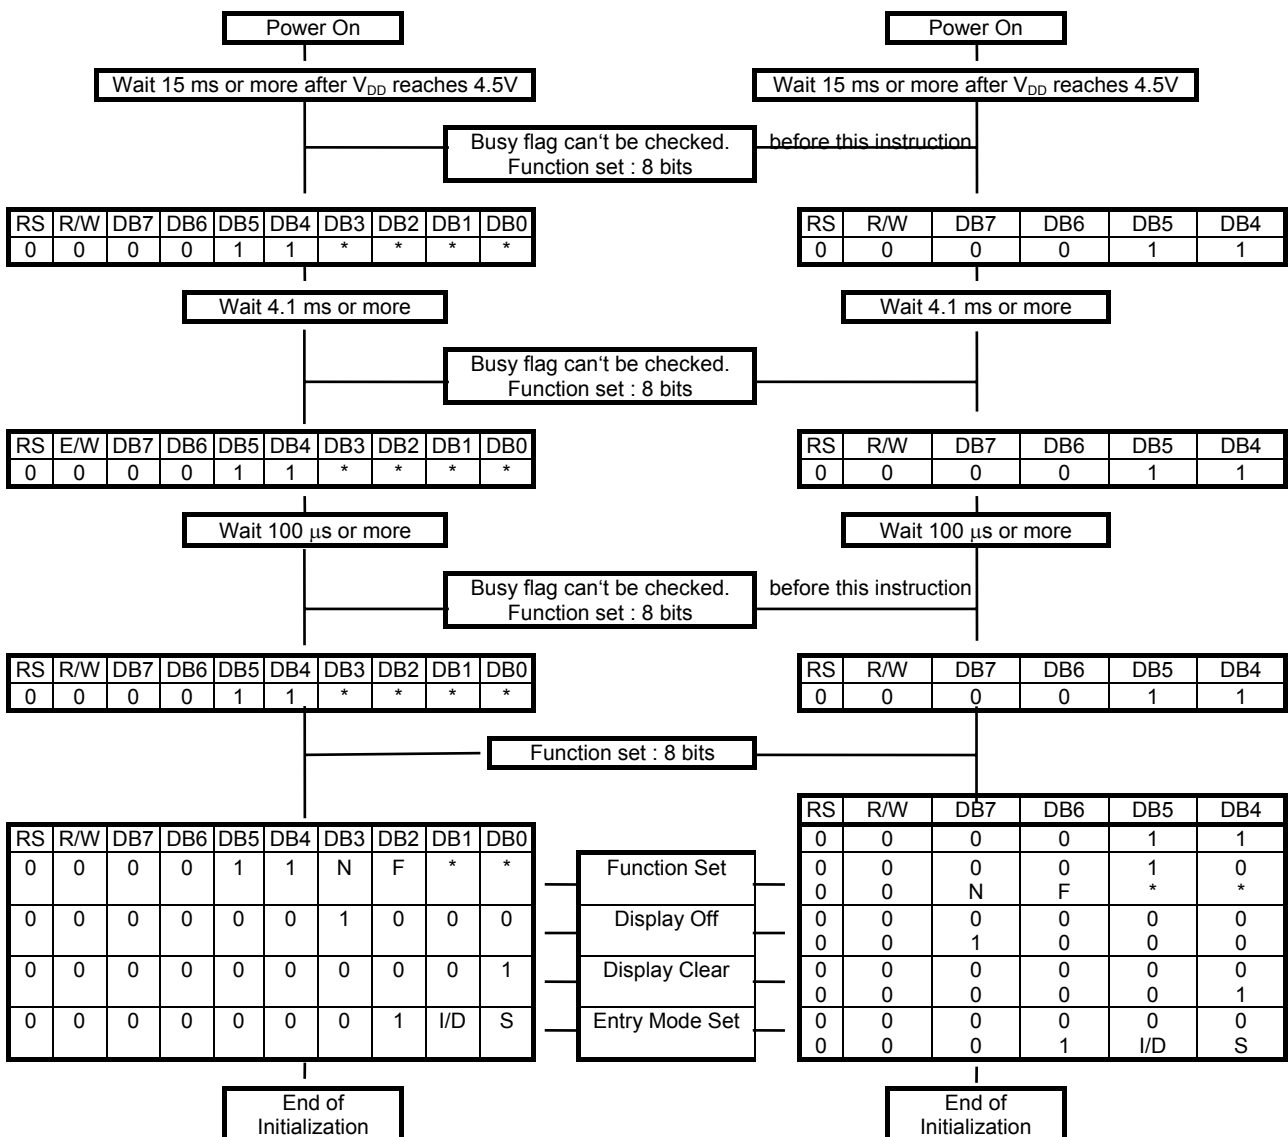 Power On Power On
Wait 15 ms or more after VDD reaches 4.5V Wait 15 ms or more after VDD reaches 4.5V
Busy flag can‘t be checked. before this instruction
Function set : 8 bits
RS R/W DB7 DB6 DB5 DB4 DB3 DB2 DB1 DB0 RS R/W DB7 DB6 DB5 DB4
0 0 0 0 1 1 * * * * 0 0 0 0 1 1
Wait 4.1 ms or more Wait 4.1 ms or more
Busy flag can‘t be checked.
Function set : 8 bits
RS E/W DB7 DB6 DB5 DB4 DB3 DB2 DB1 DB0 RS R/W DB7 DB6 DB5 DB4
0 0 0 0 1 1 * * * * 0 0 0 0 1 1
Wait 100 μs or more Wait 100 μs or more
Busy flag can‘t be checked. before this instruction
Function set : 8 bits
RS R/W DB7 DB6 DB5 DB4 DB3 DB2 DB1 DB0 RS R/W DB7 DB6 DB5 DB4
0 0 0 0 1 1 * * * * 0 0 0 0 1 1
Function set : 8 bits
RS R/W DB7 DB6 DB5 DB4
RS R/W DB7 DB6 DB5 DB4 DB3 DB2 DB1 DB0 0 0 0 0 1 1
0 0 0 0 1 1 N F * * Function Set 0 0 0 0 1 0
0 0 N F * *
0 0 0 0 0 0 1 0 0 0 Display Off 0 0 0 0 0 0
0 0 1 0 0 0
0 0 0 0 0 0 0 0 0 1 Display Clear 0 0 0 0 0 0
0 0 0 0 0 1
0 0 0 0 0 0 0 1 I/D S Entry Mode Set 0 0 0 0 0 0
0 0 0 1 I/D S
End of End of
Initialization Initialization